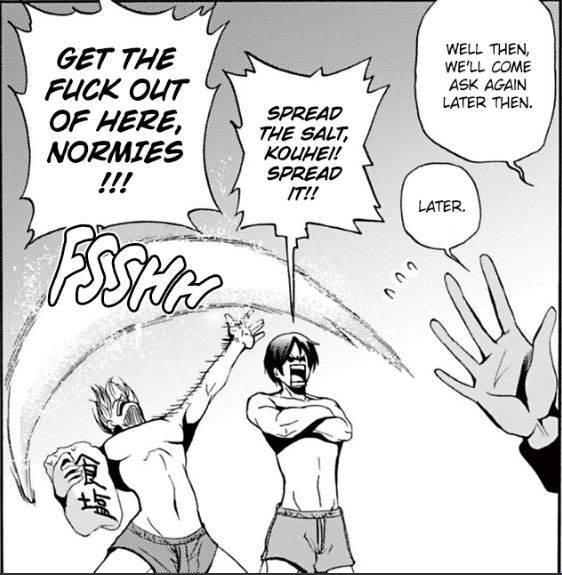 WELL THEN,
WE'LL COME
ASK AGAIN
LATER THEN.
LATER.
SPREAD
THE SALT,
KOUHEI!
SPREAD
IT!!
GET THE
FUCK OUT
OF HERE,
NORMIES
!!!
FSSHH
食
塩